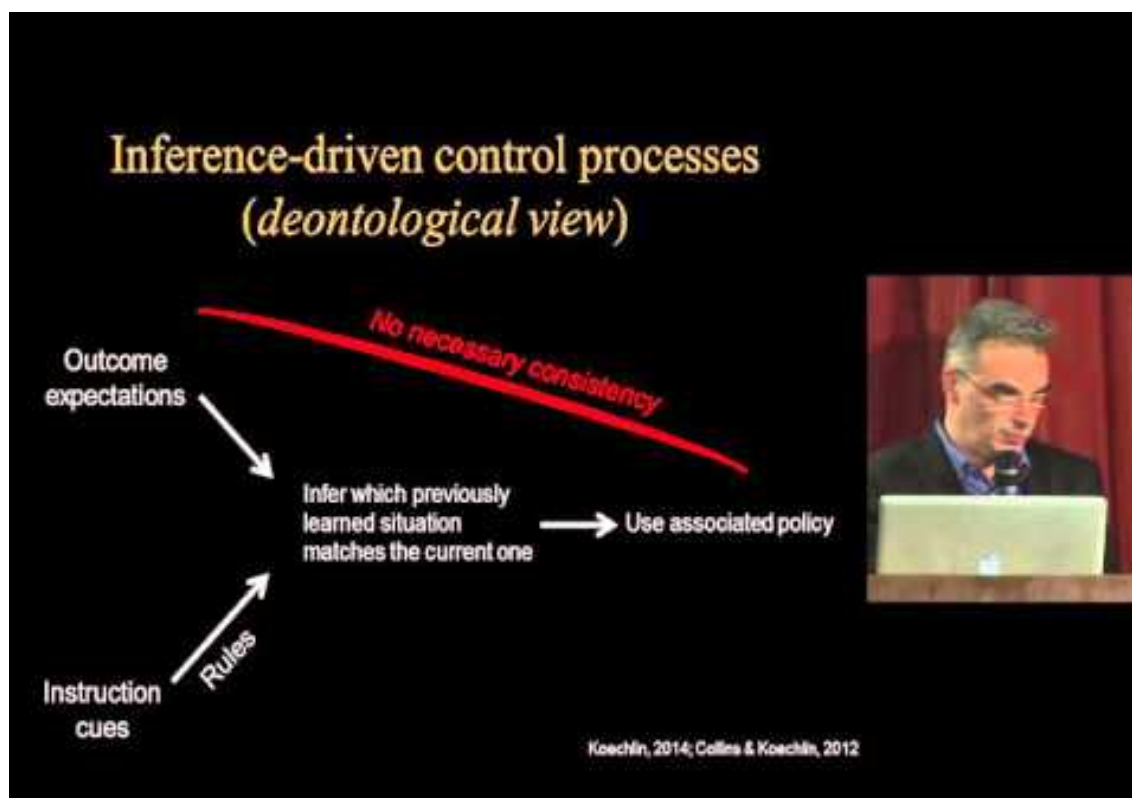 Inference-driven control processes
(deontological view)
No necessary consistency
Outcome
expectations
Infer which previously
learned situation
matches the current one
Use associated policy
Rules
Instruction
cues
Koechlin, 2014; Collins & Koechlin, 2012